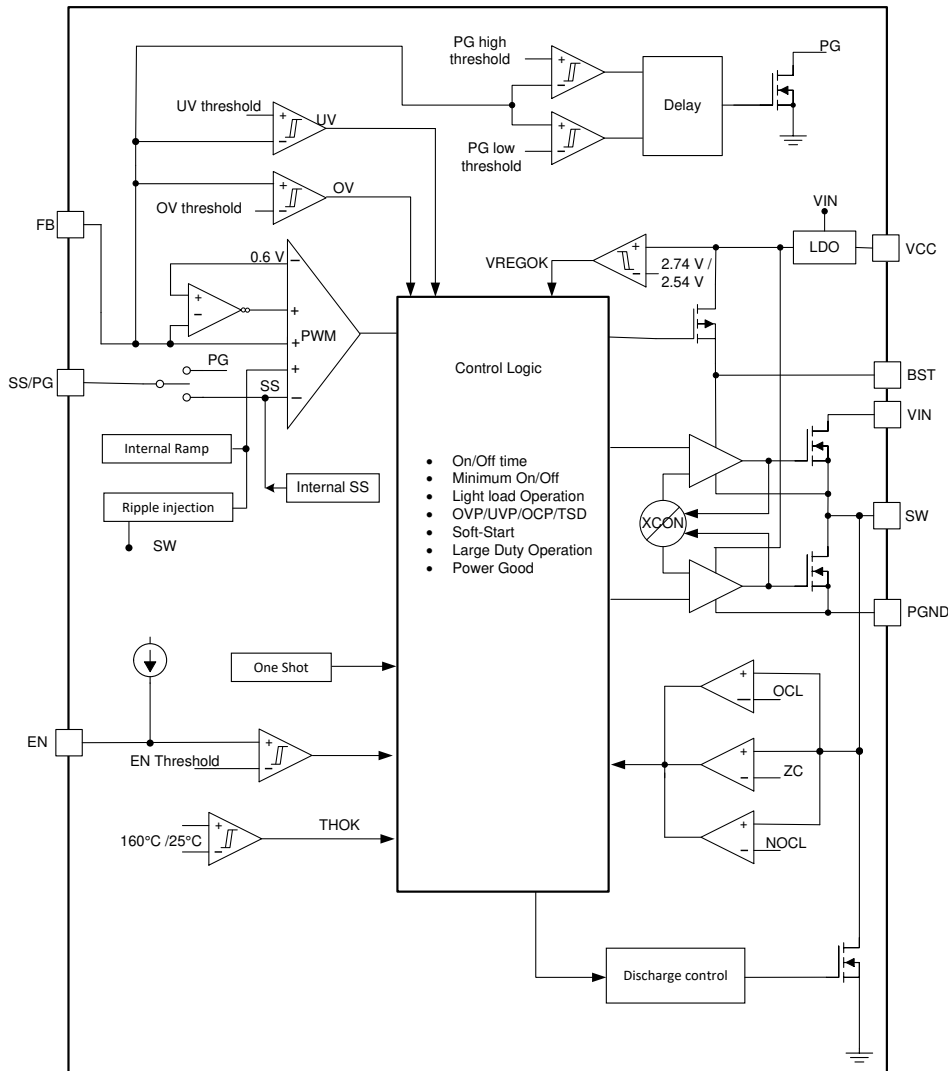 PG high
threshold
PG
Delay
PG low
threshold
UV threshold
+
UV
−
+
OV
−
OV threshold
FB
VIN
LDO
VCC
VREGOK
2.74 V /
2.54 V
0.6 V
PWM
PG
SS/PG
SS
Internal Ramp
Internal SS
Ripple injection
SW
Control Logic
• On/Off time
• Minimum On/Off
• Light load Operation
• OVP/UVP/OCP/TSD
• Soft-Start
• Large Duty Operation
• Power Good
BST
VIN
XCON
SW
PGND
One Shot
EN
EN Threshold
160°C /25°C
THOK
OCL
ZC
NOCL
Discharge control